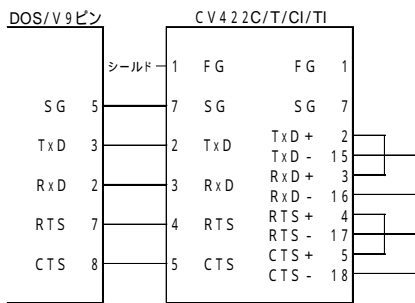 DOS/V9ピン CV422C/T/CI/TI
シールド 1 FG FG 1
SG 5 7 SG SG 7
TxD 3 2 TxD TxD+ 2
TxD- 15
RxD 2 3 RxD RxD+ 3
RxD- 16
RTS 7 4 RTS RTS+ 4
RTS- 17
CTS 8 5 CTS CTS+ 5
CTS- 18